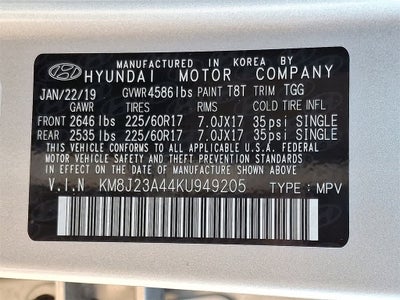 MANUFACTURED IN KOREA BY
HYUNDAI MOTOR COMPANY
JAN/22/19 GVWR 4586lbs PAINT T8T TRIM TGG
GAWR TIRES RIMS COLD TIRE INFL
FRONT 2646 lbs 225/60R17 7.0JX17 35psi SINGLE
REAR 2535 lbs 225/60R17 7.0JX17 35psi SINGLE
THIS VEHICLE CONFORMS TO ALL APPLICABLE U.S.A. FEDERAL
MOTOR VEHICLE SAFETY BUMPER, AND THEFT PREVENTION
STANDARDS IN EFFECT ON THE DATE OF MANUFACTURE SHOWN ABOVE.
V.I.N KM8J23A44KU949205 TYPE : MPV